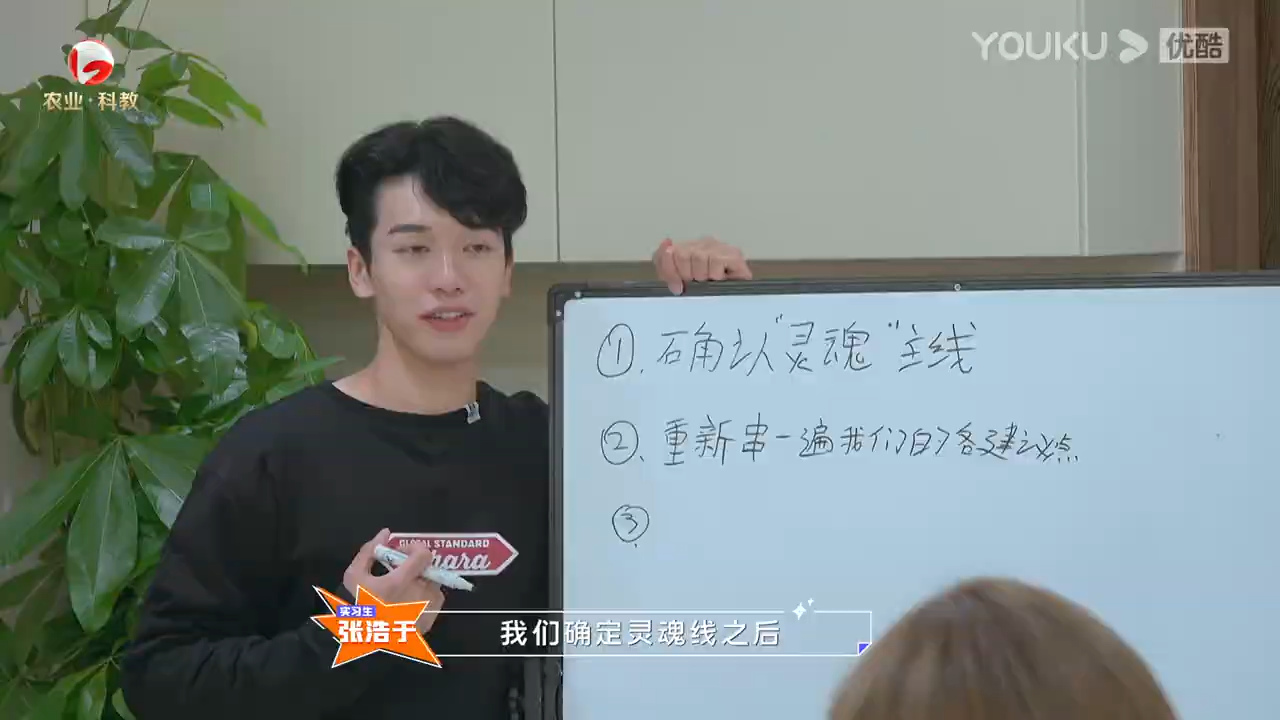 YOUKU 优酷
农业·科教
①. 确认"灵魂"主线
②. 重新串一遍我们的各建议点.
③.
GLOBAL STANDARD
实习生
张浩于
我们确定灵魂线之后